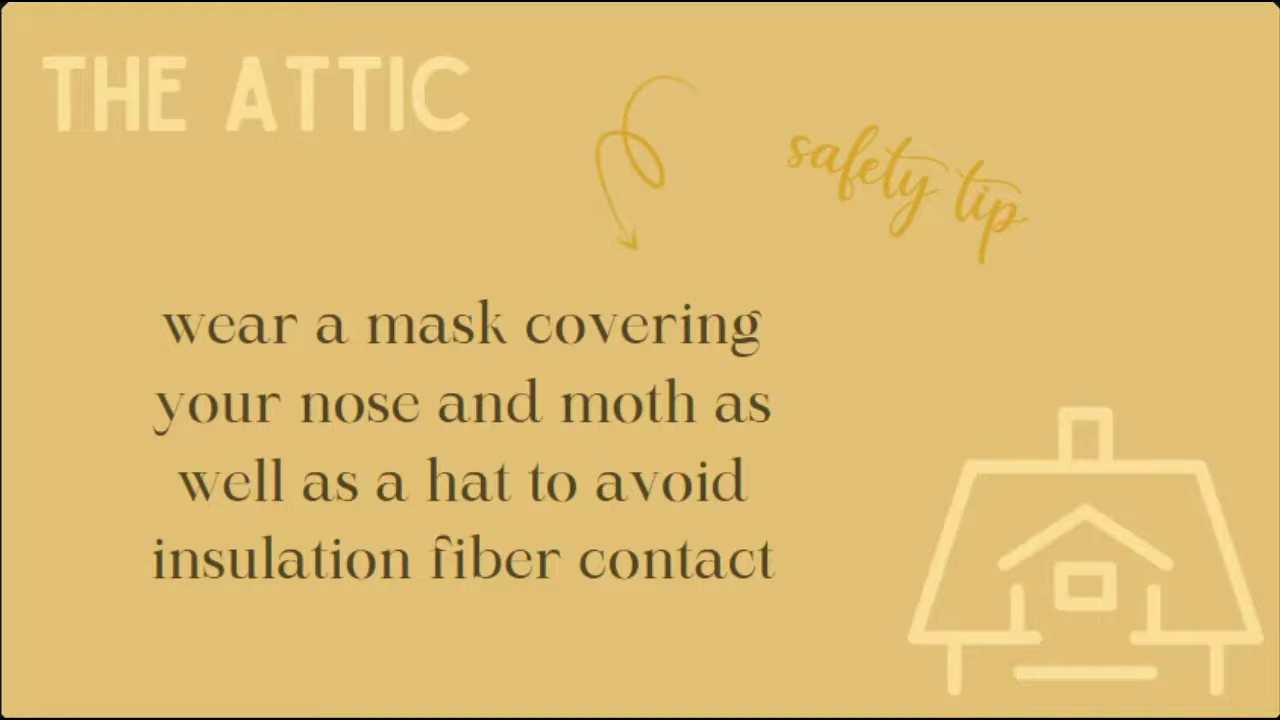 THE ATTIC
safety tip
wear a mask covering
your nose and moth as
well as a hat to avoid
insulation fiber contact